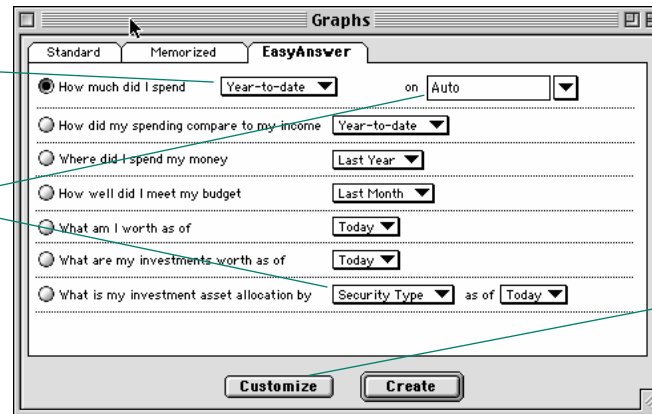 Graphs
Standard Memorized EasyAnswer
How much did I spend Year-to-date on Auto
How did my spending compare to my income Year-to-date
Where did I spend my money Last Year
How well did I meet my budget Last Month
What am I worth as of Today
What are my investments worth as of Today
What is my investment asset allocation by Security Type as of Today
Customize Create